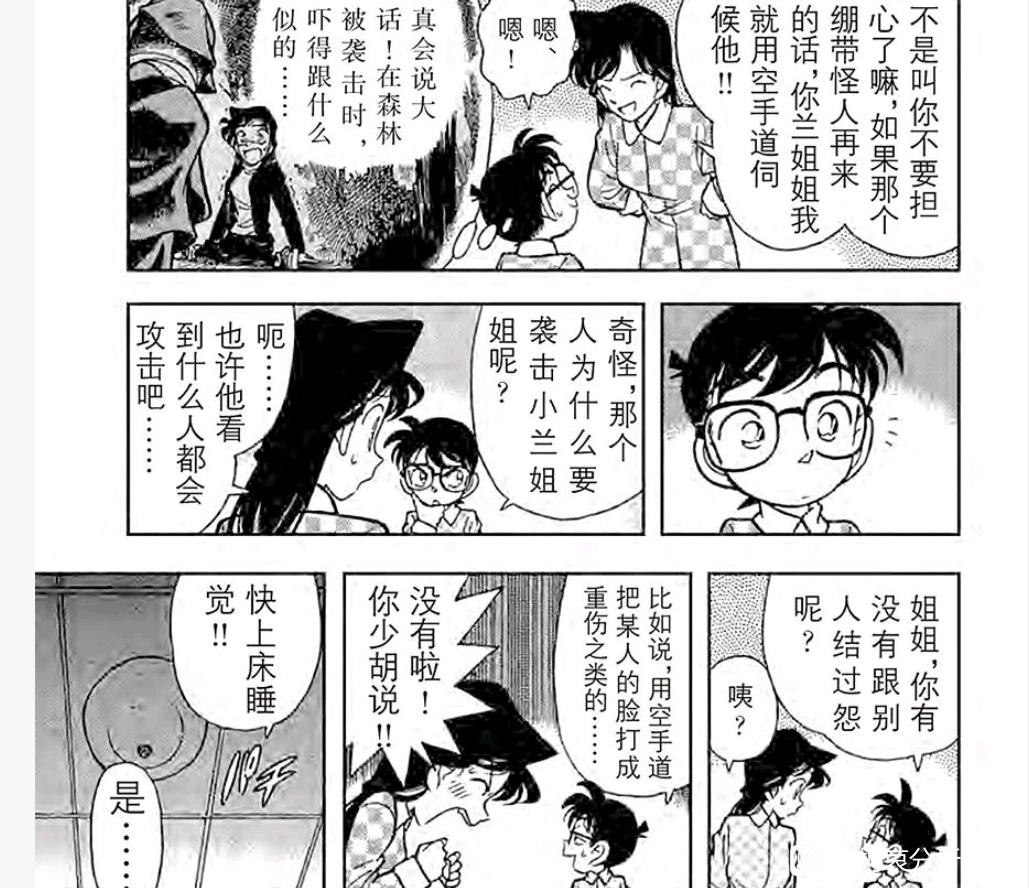 不是叫你不要担
心了嘛，如果那个
绷带怪人再来
的话，你兰姐姐我
就用空手道伺
候他！！
嗯、
嗯！
真会说大
话！在森林
被袭击时，
吓得跟什么
似的……
奇怪，那个
人为什么要
袭击小兰姐
姐呢？
呃……
也许他看
到什么人都会
攻击吧……
姐姐，你有
没有跟别
人结过怨
呢？
咦
？
比如说，用空手道
把某人的脸打成
重伤之类的……
没有啦！
你少胡说！！
快上床睡
觉！！
是……